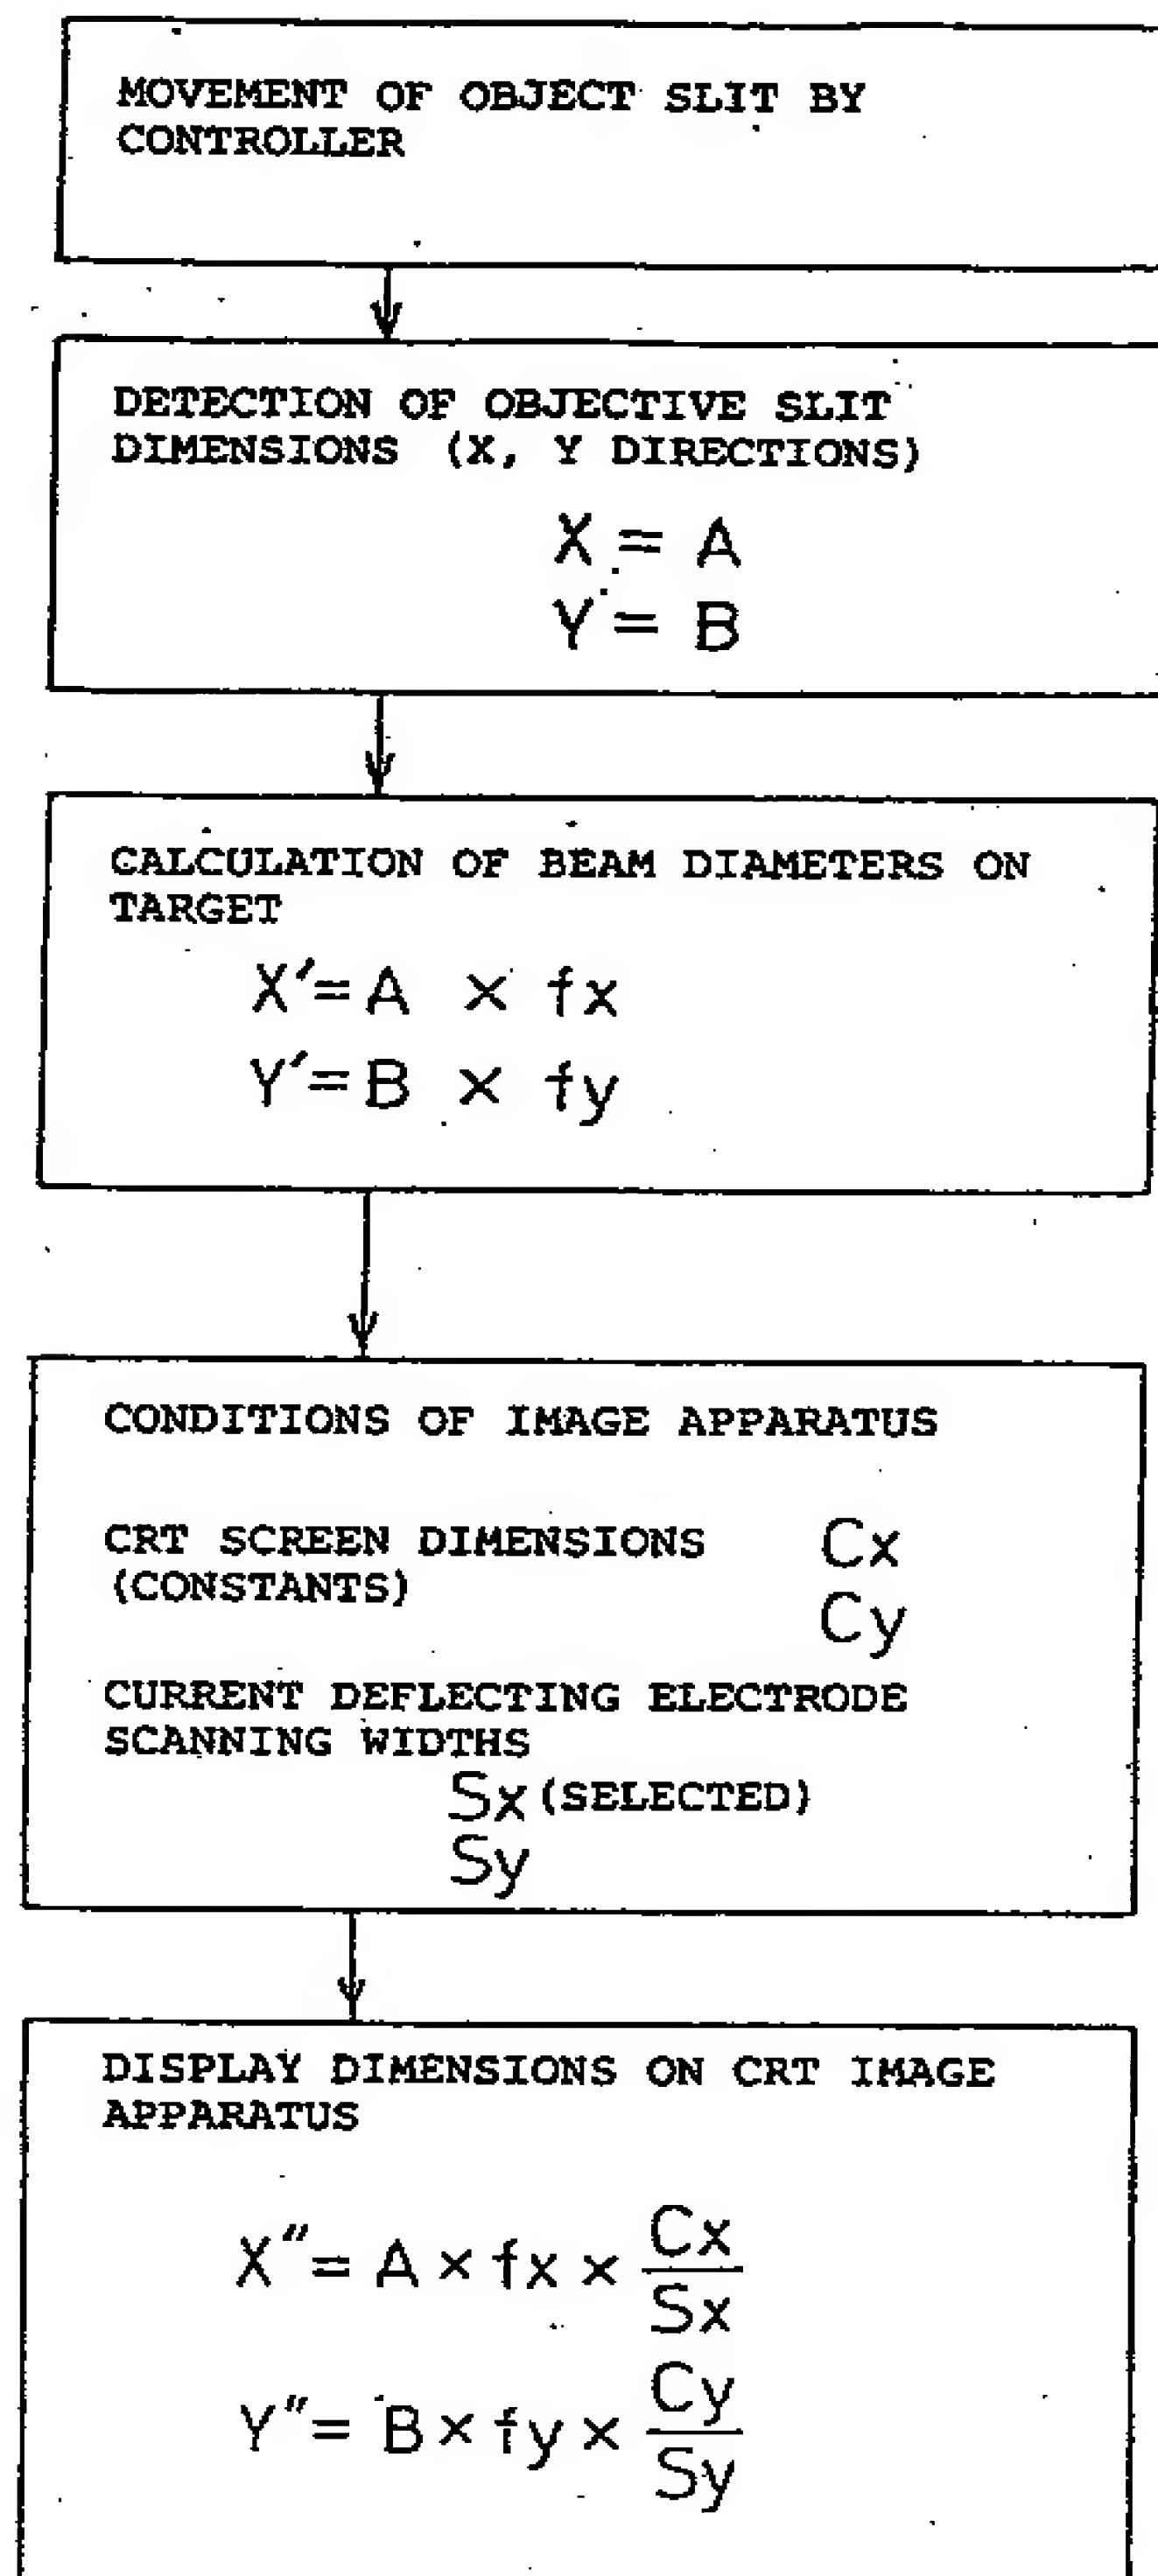 MOVEMENT OF OBJECT SLIT BY
CONTROLLER
DETECTION OF OBJECTIVE SLIT
DIMENSIONS (X, Y DIRECTIONS)
X = A
Y = B
CALCULATION OF BEAM DIAMETERS ON
TARGET
X′= A × fx
Y′= B × fy
CONDITIONS OF IMAGE APPARATUS
CRT SCREEN DIMENSIONS Cx
(CONSTANTS)
Cy
CURRENT DEFLECTING ELECTRODE
SCANNING WIDTHS
Sx (SELECTED)
Sy
DISPLAY DIMENSIONS ON CRT IMAGE
APPARATUS
X″= A × fx × Cx/Sx
Y″= B × fy × Cy/Sy